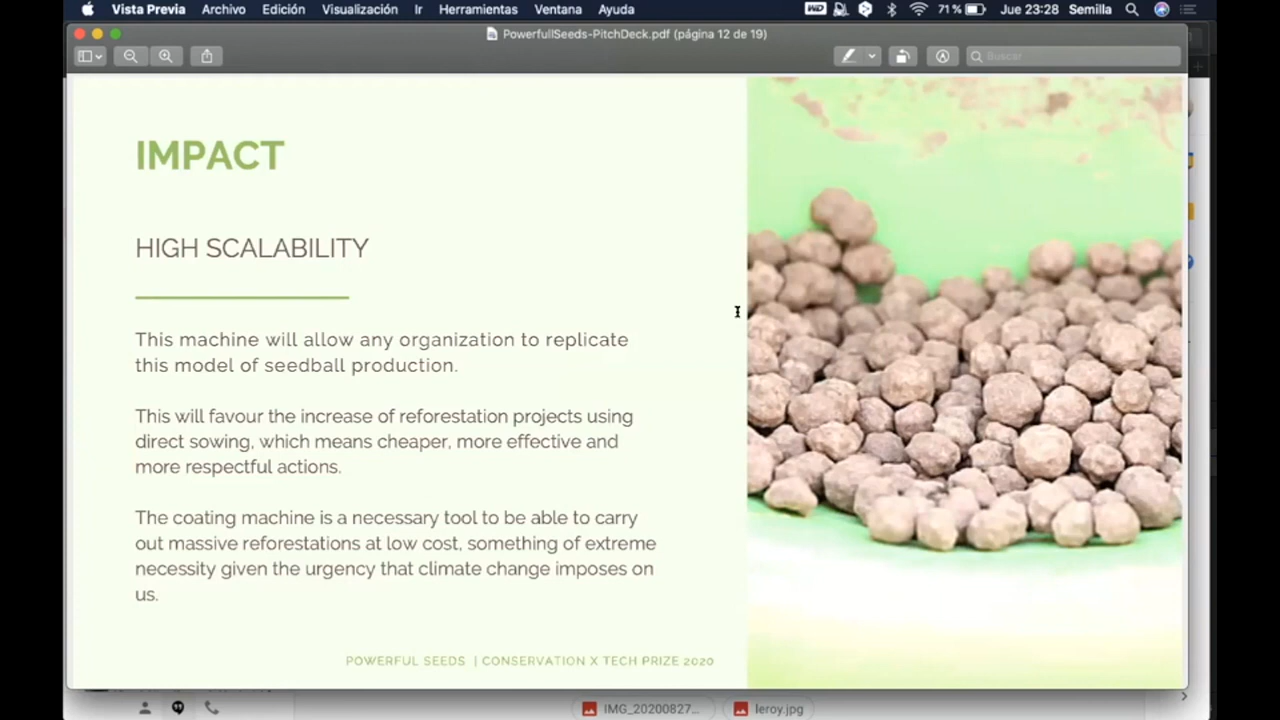 Vista Previa Archivo Edición Visualización Ir Herramientas Ventana Ayuda 71 % Jue 23:28 Semilla
PowerfullSeeds-PitchDeck.pdf (página 12 de 19)
Buscar
IMPACT
HIGH SCALABILITY
This machine will allow any organization to replicate
this model of seedball production.
This will favour the increase of reforestation projects using
direct sowing, which means cheaper, more effective and
more respectful actions.
The coating machine is a necessary tool to be able to carry
out massive reforestations at low cost, something of extreme
necessity given the urgency that climate change imposes on
us.
POWERFUL SEEDS | CONSERVATION X TECH PRIZE 2020
IMG_20200827... leroy.jpg